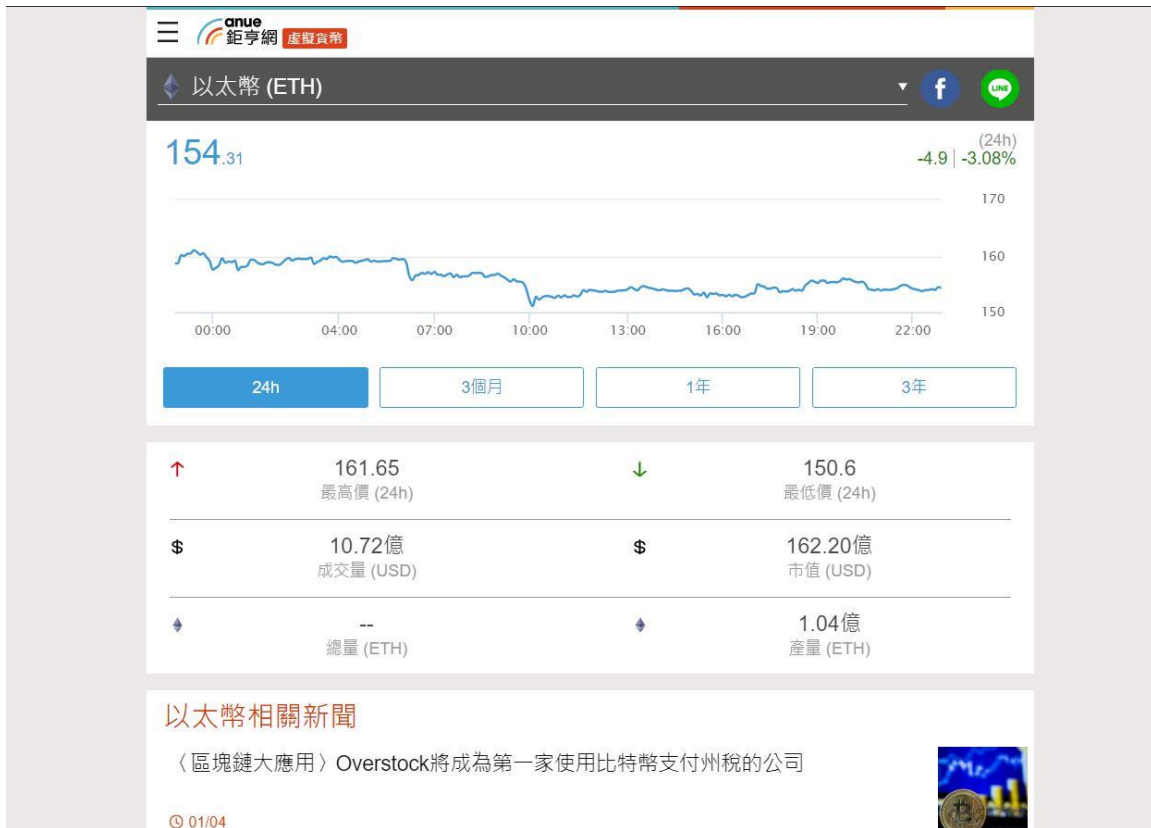 anue
鉅亨網 虛擬貨幣
以太幣 (ETH)
LINE
154.31
(24h)
-4.9 | -3.08%
170
160
150
00:00 04:00 07:00 10:00 13:00 16:00 19:00 22:00
24h 3個月 1年 3年
161.65 150.6
最高價 (24h) 最低價 (24h)
$ 10.72億 $ 162.20億
成交量 (USD) 市值 (USD)
-- 1.04億
總量 (ETH) 產量 (ETH)
以太幣相關新聞
〈區塊鏈大應用〉Overstock將成為第一家使用比特幣支付州稅的公司
01/04